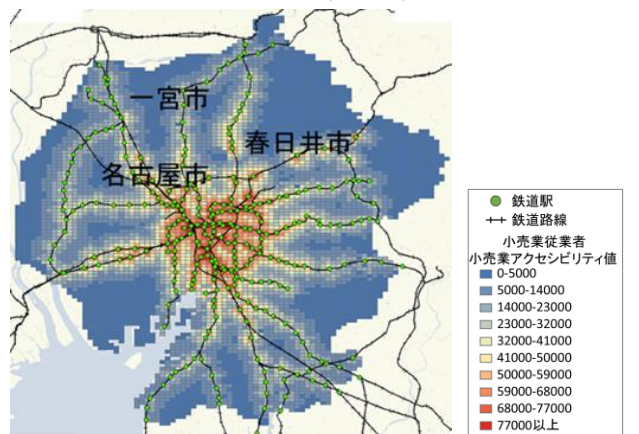 一宮市
春日井市
名古屋市
鉄道駅
鉄道路線
小売業従業者
小売業アクセシビリティ値
0-5000
5000-14000
14000-23000
23000-32000
32000-41000
41000-50000
50000-59000
59000-68000
68000-77000
77000以上